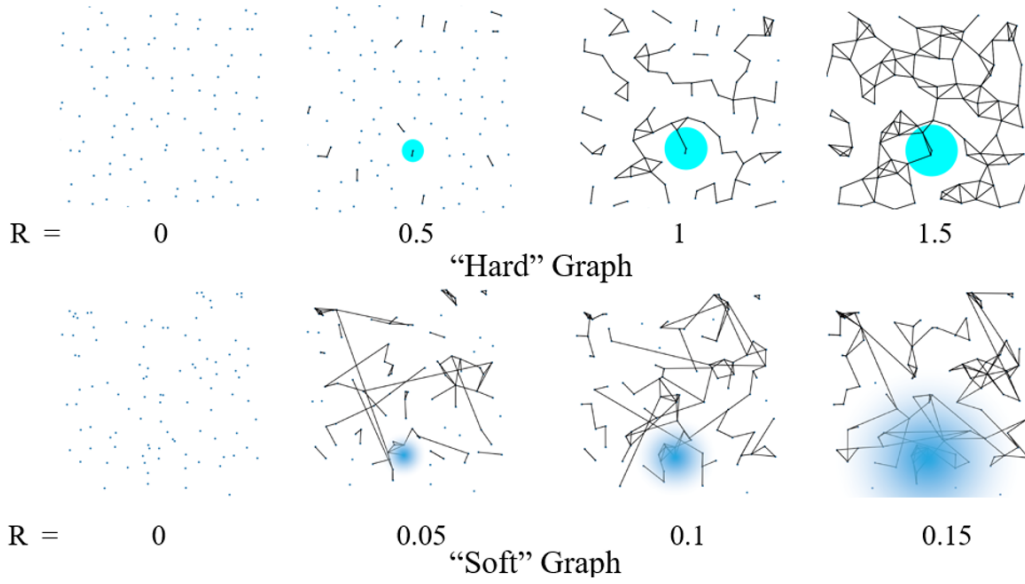 R = 0 0.5 1 1.5
“Hard” Graph
R = 0 0.05 0.1 0.15
“Soft” Graph